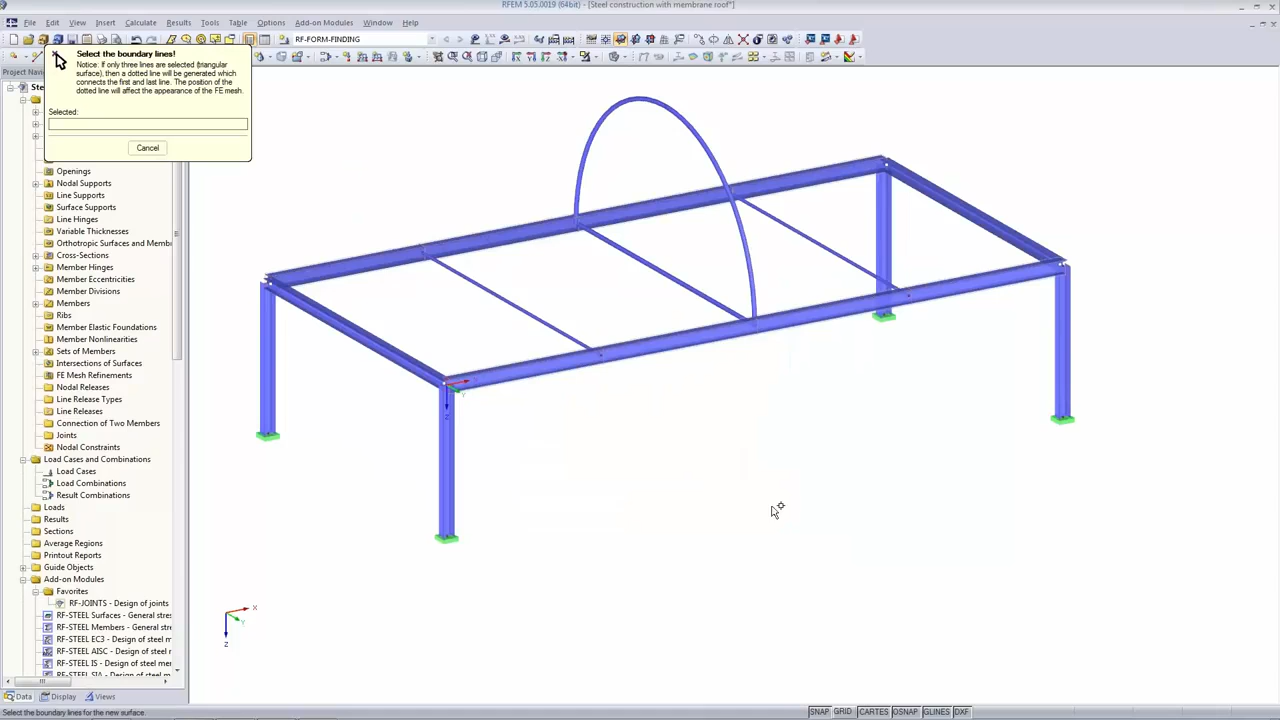 RFEM 5.05.0019 (64bit) - [Steel construction with membrane roof*]
File Edit View Insert Calculate Results Tools Table Options Add-on Modules Window Help
RF-FORM-FINDING
Select the boundary lines!
Notice: If only three lines are selected (triangular
surface), then a dotted line will be generated which
connects the first and last line. The position of the
dotted line will affect the appearance of the FE mesh.
Selected:
Cancel
Openings
Nodal Supports
Line Supports
Surface Supports
Line Hinges
Variable Thicknesses
Orthotropic Surfaces and Memb
Cross-Sections
Member Hinges
Member Eccentricities
Member Divisions
Members
Ribs
Member Elastic Foundations
Member Nonlinearities
Sets of Members
Intersections of Surfaces
FE Mesh Refinements
Nodal Releases
Line Release Types
Line Releases
Connection of Two Members
Joints
Nodal Constraints
Load Cases and Combinations
Load Cases
Load Combinations
Result Combinations
Loads
Results
Sections
Average Regions
Printout Reports
Guide Objects
Add-on Modules
Favorites
RF-JOINTS - Design of joints
RF-STEEL Surfaces - General stres
RF-STEEL Members - General stre
RF-STEEL EC3 - Design of steel m
RF-STEEL AISC - Design of steel r
RF-STEEL IS - Design of steel me
Data Display Views
X
Y
Z
Select the boundary lines for the new surface.
SNAP GRID CARTES OSNAP GLINES DXF